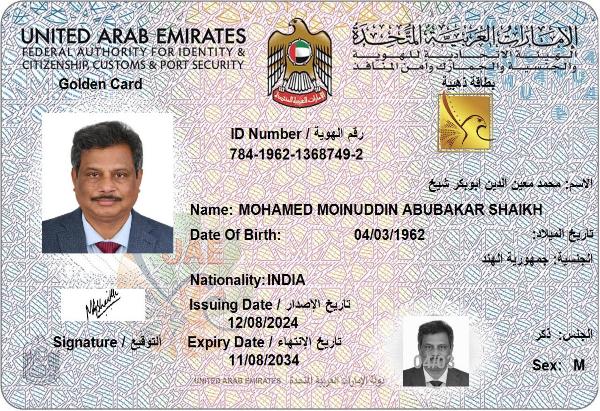 UNITED ARAB EMIRATES
FEDERAL AUTHORITY FOR IDENTITY &
CITIZENSHIP, CUSTOMS & PORT SECURITY
Golden Card
الإمارات العربية المتحدة
الهيئة الاتحادية للهوية
والجنسية والجمارك وأمن المنافذ
بطاقة ذهبية
ID Number / رقم الهوية
784-1962-1368749-2
الاسم: محمد معين الدين ابوبكر شيخ
Name: MOHAMED MOINUDDIN ABUBAKAR SHAIKH
Date Of Birth: 04/03/1962 تاريخ الميلاد:
الجنسية: جمهورية الهند
Nationality: INDIA
Issuing Date / تاريخ الإصدار
12/08/2024
Expiry Date / تاريخ الإنتهاء
11/08/2034
Signature / التوقيع
الجنس: ذكر
Sex: M
UNITED ARAB EMIRATES دولة الإمارات العربية المتحدة
UAE